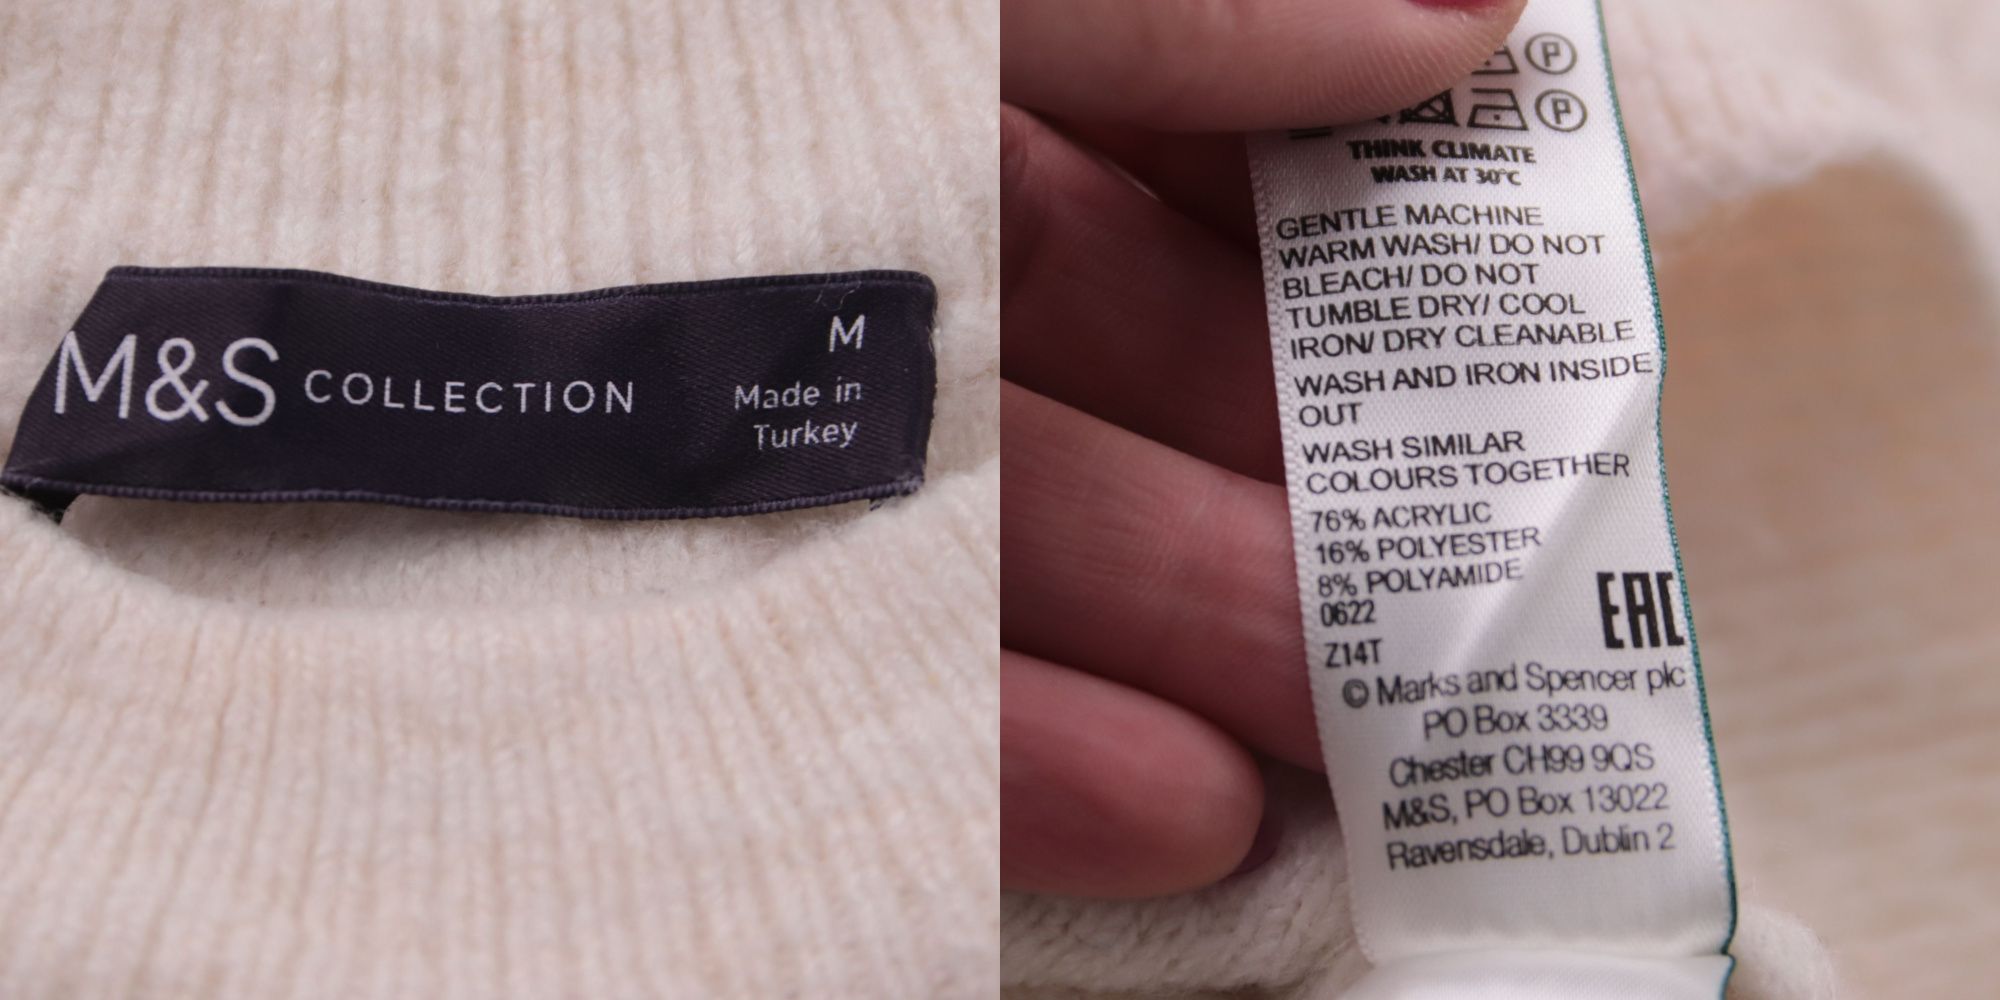 M&S COLLECTION
M
Made in
Turkey
P
P
THINK CLIMATE
WASH AT 30°C
GENTLE MACHINE
WARM WASH/ DO NOT
BLEACH/ DO NOT
TUMBLE DRY/ COOL
IRON/ DRY CLEANABLE
WASH AND IRON INSIDE
OUT
WASH SIMILAR
COLOURS TOGETHER
76% ACRYLIC
16% POLYESTER
8% POLYAMIDE
0622
EAC
Z14T
© Marks and Spencer plc
PO Box 3339
Chester CH99 9QS
M&S, PO Box 13022
Ravensdale, Dublin 2